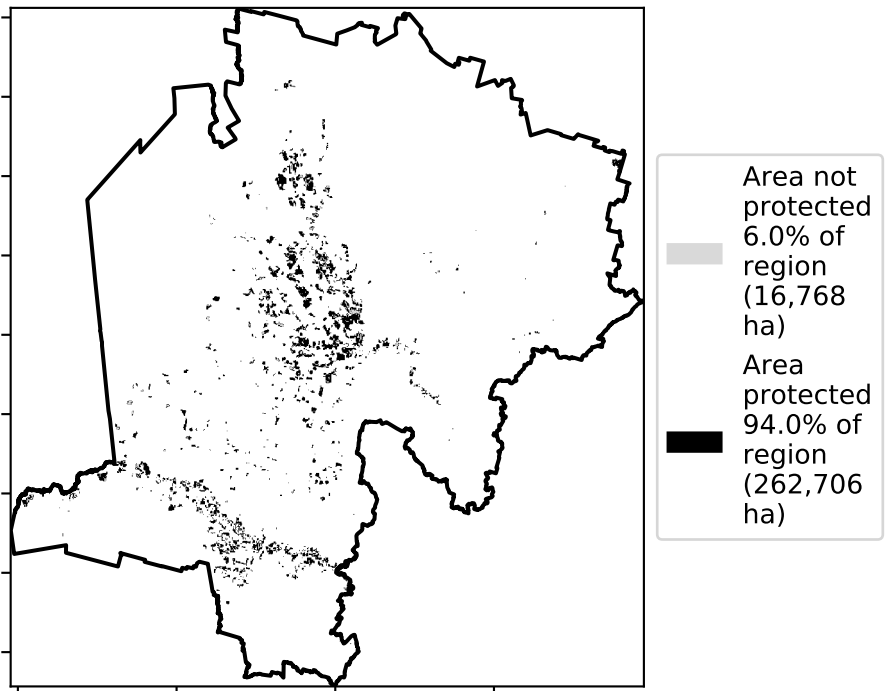 Area not
protected
6.0% of
region
(16,768
ha)
Area
protected
94.0% of
region
(262,706
ha)